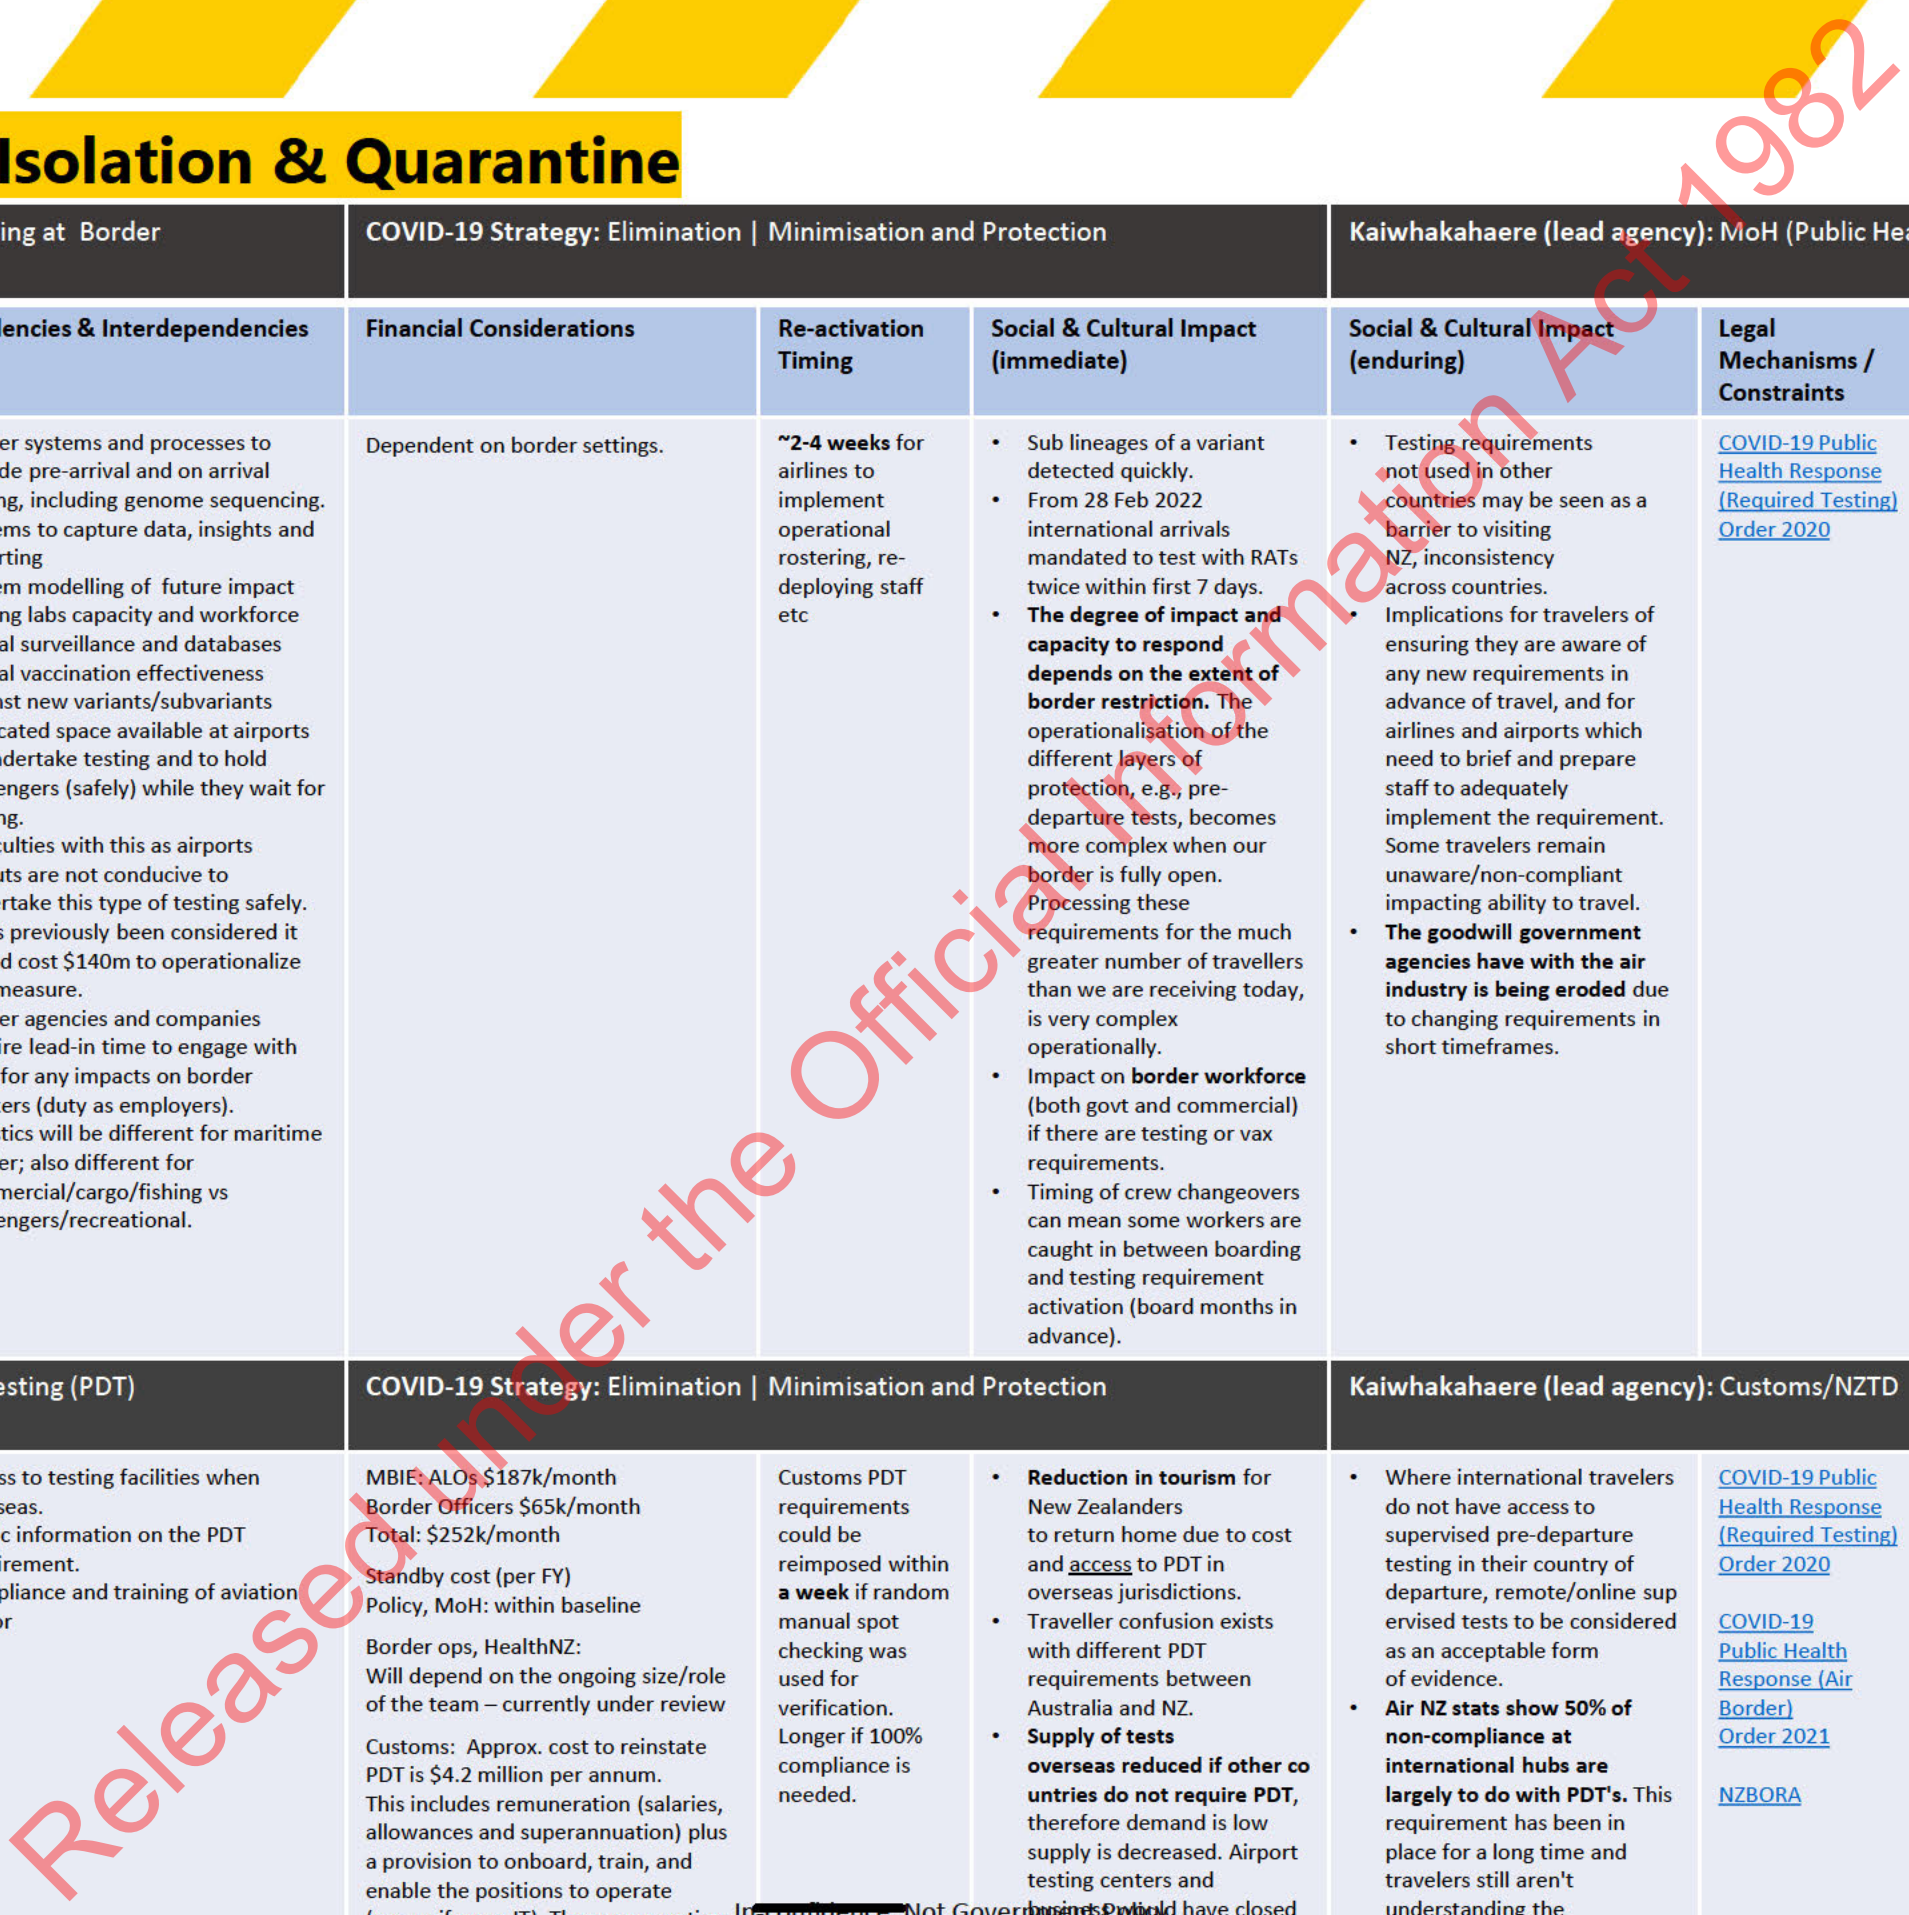 Isolation & Quarantine
ing at Border
COVID-19 Strategy: Elimination | Minimisation and Protection
Kaiwhakahaere (lead agency): MoH (Public Hea
encies & Interdependencies
Financial Considerations
Re-activation
Timing
Social & Cultural Impact
(immediate)
Social & Cultural Impact
(enduring)
Legal
Mechanisms /
Constraints
er systems and processes to
de pre-arrival and on arrival
ng, including genome sequencing.
ems to capture data, insights and
rting
em modelling of future impact
ng labs capacity and workforce
al surveillance and databases
al vaccination effectiveness
nst new variants/subvariants
cated space available at airports
ndertake testing and to hold
engers (safely) while they wait for
ng.
culties with this as airports
uts are not conducive to
rtake this type of testing safely.
s previously been considered it
d cost $140m to operationalize
measure.
er agencies and companies
ire lead-in time to engage with
for any impacts on border
ers (duty as employers).
stics will be different for maritime
er; also different for
mercial/cargo/fishing vs
engers/recreational.
Dependent on border settings.
~2-4 weeks for
airlines to
implement
operational
rostering, re-
deploying staff
etc
• Sub lineages of a variant
detected quickly.
• From 28 Feb 2022
international arrivals
mandated to test with RATs
twice within first 7 days.
• The degree of impact and
capacity to respond
depends on the extent of
border restriction. The
operationalisation of the
different layers of
protection, e.g., pre-
departure tests, becomes
more complex when our
border is fully open.
Processing these
requirements for the much
greater number of travellers
than we are receiving today,
is very complex
operationally.
• Impact on border workforce
(both govt and commercial)
if there are testing or vax
requirements.
• Timing of crew changeovers
can mean some workers are
caught in between boarding
and testing requirement
activation (board months in
advance).
• Testing requirements
not used in other
countries may be seen as a
barrier to visiting
NZ, inconsistency
across countries.
• Implications for travelers of
ensuring they are aware of
any new requirements in
advance of travel, and for
airlines and airports which
need to brief and prepare
staff to adequately
implement the requirement.
Some travelers remain
unaware/non-compliant
impacting ability to travel.
• The goodwill government
agencies have with the air
industry is being eroded due
to changing requirements in
short timeframes.
COVID-19 Public
Health Response
(Required Testing)
Order 2020
esting (PDT)
COVID-19 Strategy: Elimination | Minimisation and Protection
Kaiwhakahaere (lead agency): Customs/NZTD
ss to testing facilities when
seas.
c information on the PDT
irement.
pliance and training of aviation
or
MBIE: ALOs $187k/month
Border Officers $65k/month
Total: $252k/month
Standby cost (per FY)
Policy, MoH: within baseline
Border ops, HealthNZ:
Will depend on the ongoing size/role
of the team – currently under review
Customs: Approx. cost to reinstate
PDT is $4.2 million per annum.
This includes remuneration (salaries,
allowances and superannuation) plus
a provision to onboard, train, and
enable the positions to operate
Customs PDT
requirements
could be
reimposed within
a week if random
manual spot
checking was
used for
verification.
Longer if 100%
compliance is
needed.
• Reduction in tourism for
New Zealanders
to return home due to cost
and access to PDT in
overseas jurisdictions.
• Traveller confusion exists
with different PDT
requirements between
Australia and NZ.
• Supply of tests
overseas reduced if other co
untries do not require PDT,
therefore demand is low
supply is decreased. Airport
testing centers and
business would have closed
• Where international travelers
do not have access to
supervised pre-departure
testing in their country of
departure, remote/online sup
ervised tests to be considered
as an acceptable form
of evidence.
• Air NZ stats show 50% of
non-compliance at
international hubs are
largely to do with PDT's. This
requirement has been in
place for a long time and
travelers still aren't
understanding the
COVID-19 Public
Health Response
(Required Testing)
Order 2020
COVID-19
Public Health
Response (Air
Border)
Order 2021
NZBORA
Not Government Policy
Released under the Official Information Act 1982